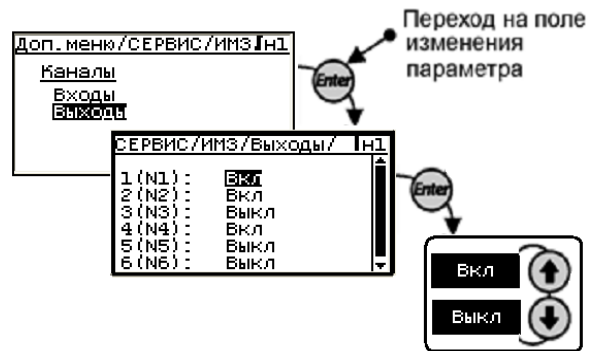 Переход на поле
изменения
параметра
Доп.меню/СЕРВИС/ИМЗ н1
Каналы
Входы
Выходы
Enter
СЕРВИС/ИМЗ/Выходы/ н1
1(N1): Вкл
2(N2): Вкл
3(N3): Выкл
4(N4): Вкл
5(N5): Выкл
6(N6): Выкл
Enter
Вкл
Выкл